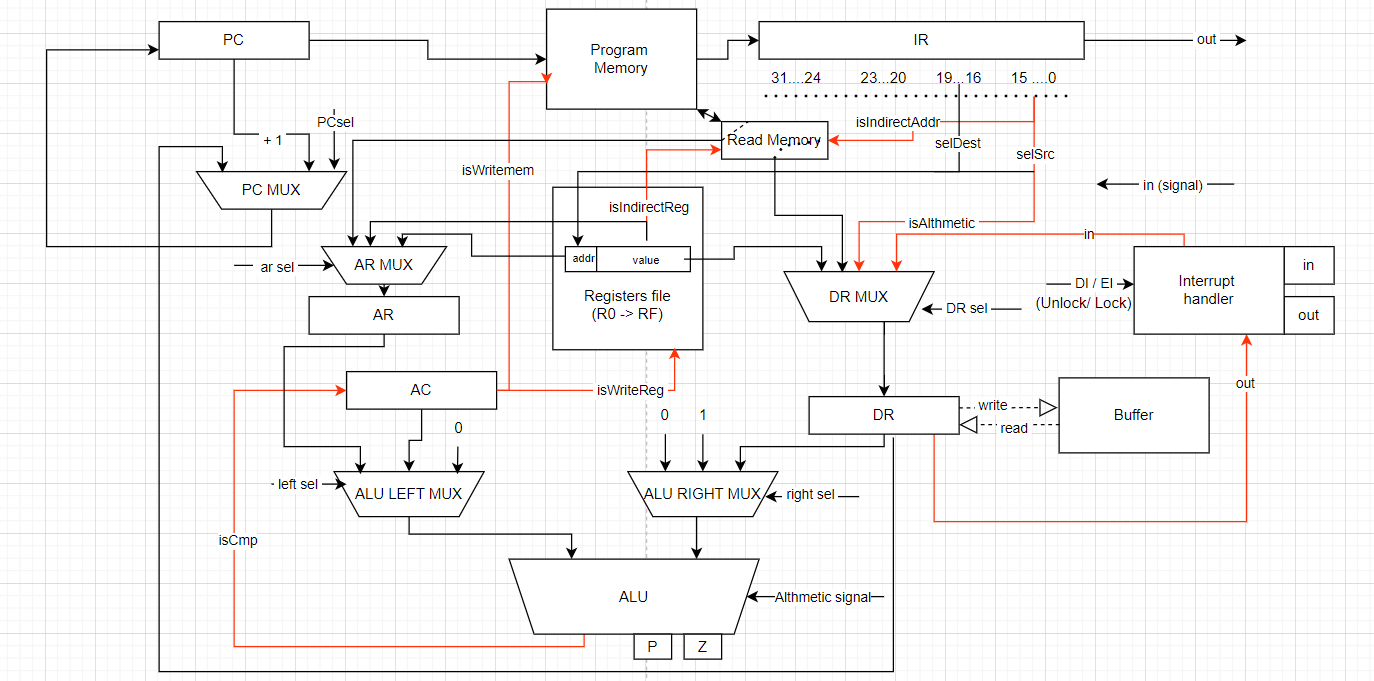 PC
Program
Memory
IR
out
31....24
23...20
19...16
15 ....0
PCsel
+ 1
isIndirectAddr
Read Memory
selDest
selSrc
isWritemem
PC MUX
in (signal)
isIndirectReg
isAlthmetic
in
ar sel
AR MUX
addr
value
DR MUX
DI / EI
(Unlock/ Lock)
Interrupt
handler
in
out
Registers file
(R0 -> RF)
DR sel
AR
AC
isWriteReg
out
0
1
0
DR
write
read
Buffer
left sel
ALU LEFT MUX
ALU RIGHT MUX
right sel
isCmp
ALU
Althmetic signal
P
Z